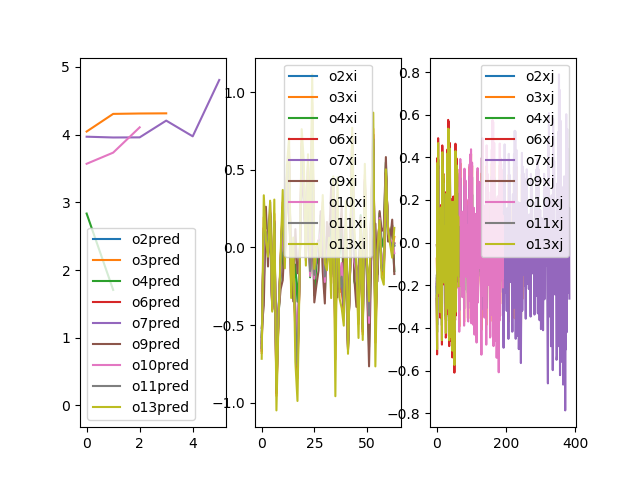 5
4
3
2
1
0
o2pred
o3pred
o4pred
o6pred
o7pred
o9pred
o10pred
o11pred
o13pred
0 2 4
1.0
0.5
0.0
−0.5
−1.0
o2xi
o3xi
o4xi
o6xi
o7xi
o9xi
o10xi
o11xi
o13xi
0 25 50
0.8
0.6
0.4
0.2
0.0
−0.2
−0.4
−0.6
−0.8
o2xj
o3xj
o4xj
o6xj
o7xj
o9xj
o10xj
o11xj
o13xj
0 200 400